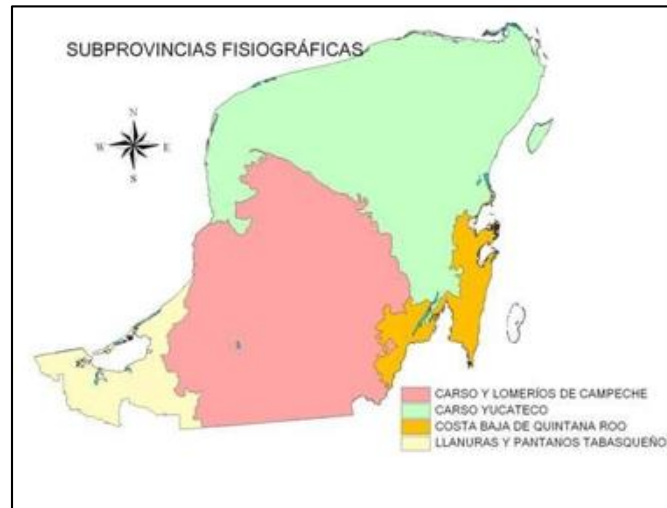 SUBPROVINCIAS FISIOGRÁFICAS
N
W E
S
CARSO Y LOMERÍOS DE CAMPECHE
CARSO YUCATECO
COSTA BAJA DE QUINTANA ROO
LLANURAS Y PANTANOS TABASQUEÑO